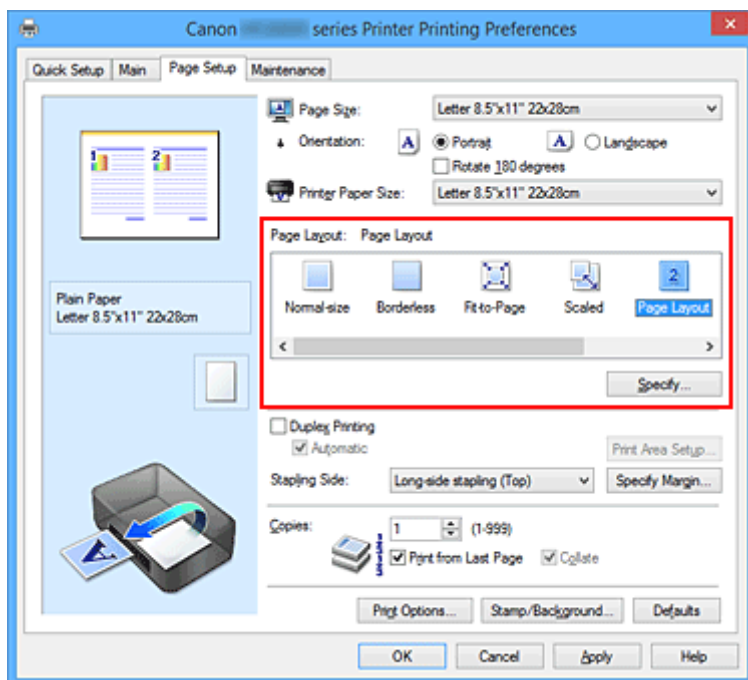 Canon series Printer Printing Preferences
Quick Setup Main Page Setup Maintenance
Page Size: Letter 8.5"x11" 22x28cm
Orientation: A Portrait A Landscape
Rotate 180 degrees
Printer Paper Size: Letter 8.5"x11" 22x28cm
1 2
Page Layout: Page Layout
2
Normal-size Borderless Fit-to-Page Scaled Page Layout
Plain Paper
Letter 8.5"x11" 22x28cm
Specify...
Duplex Printing
Automatic
Print Area Setup...
Stapling Side: Long-side stapling (Top) Specify Margin...
Copies: 1 (1-999)
Print from Last Page Collate
A
Print Options... Stamp/Background... Defaults
OK Cancel Apply Help